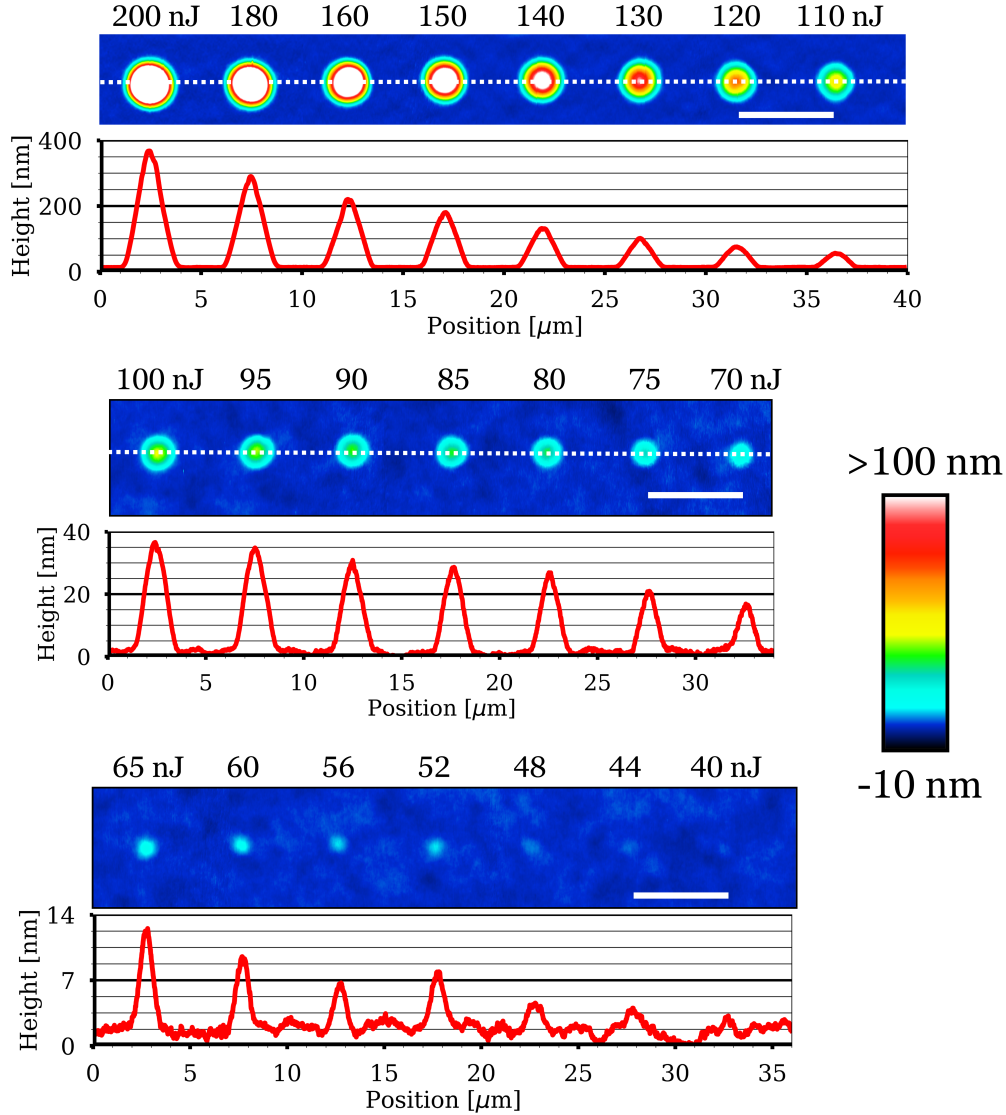 200 nJ 180 160 150 140 130 120 110 nJ
Height [nm]
400
200
0
0 5 10 15 20 25 30 35 40
Position [μm]
100 nJ 95 90 85 80 75 70 nJ
Height [nm]
40
20
0
0 5 10 15 20 25 30
Position [μm]
>100 nm
-10 nm
65 nJ 60 56 52 48 44 40 nJ
Height [nm]
14
7
0
0 5 10 15 20 25 30 35
Position [μm]